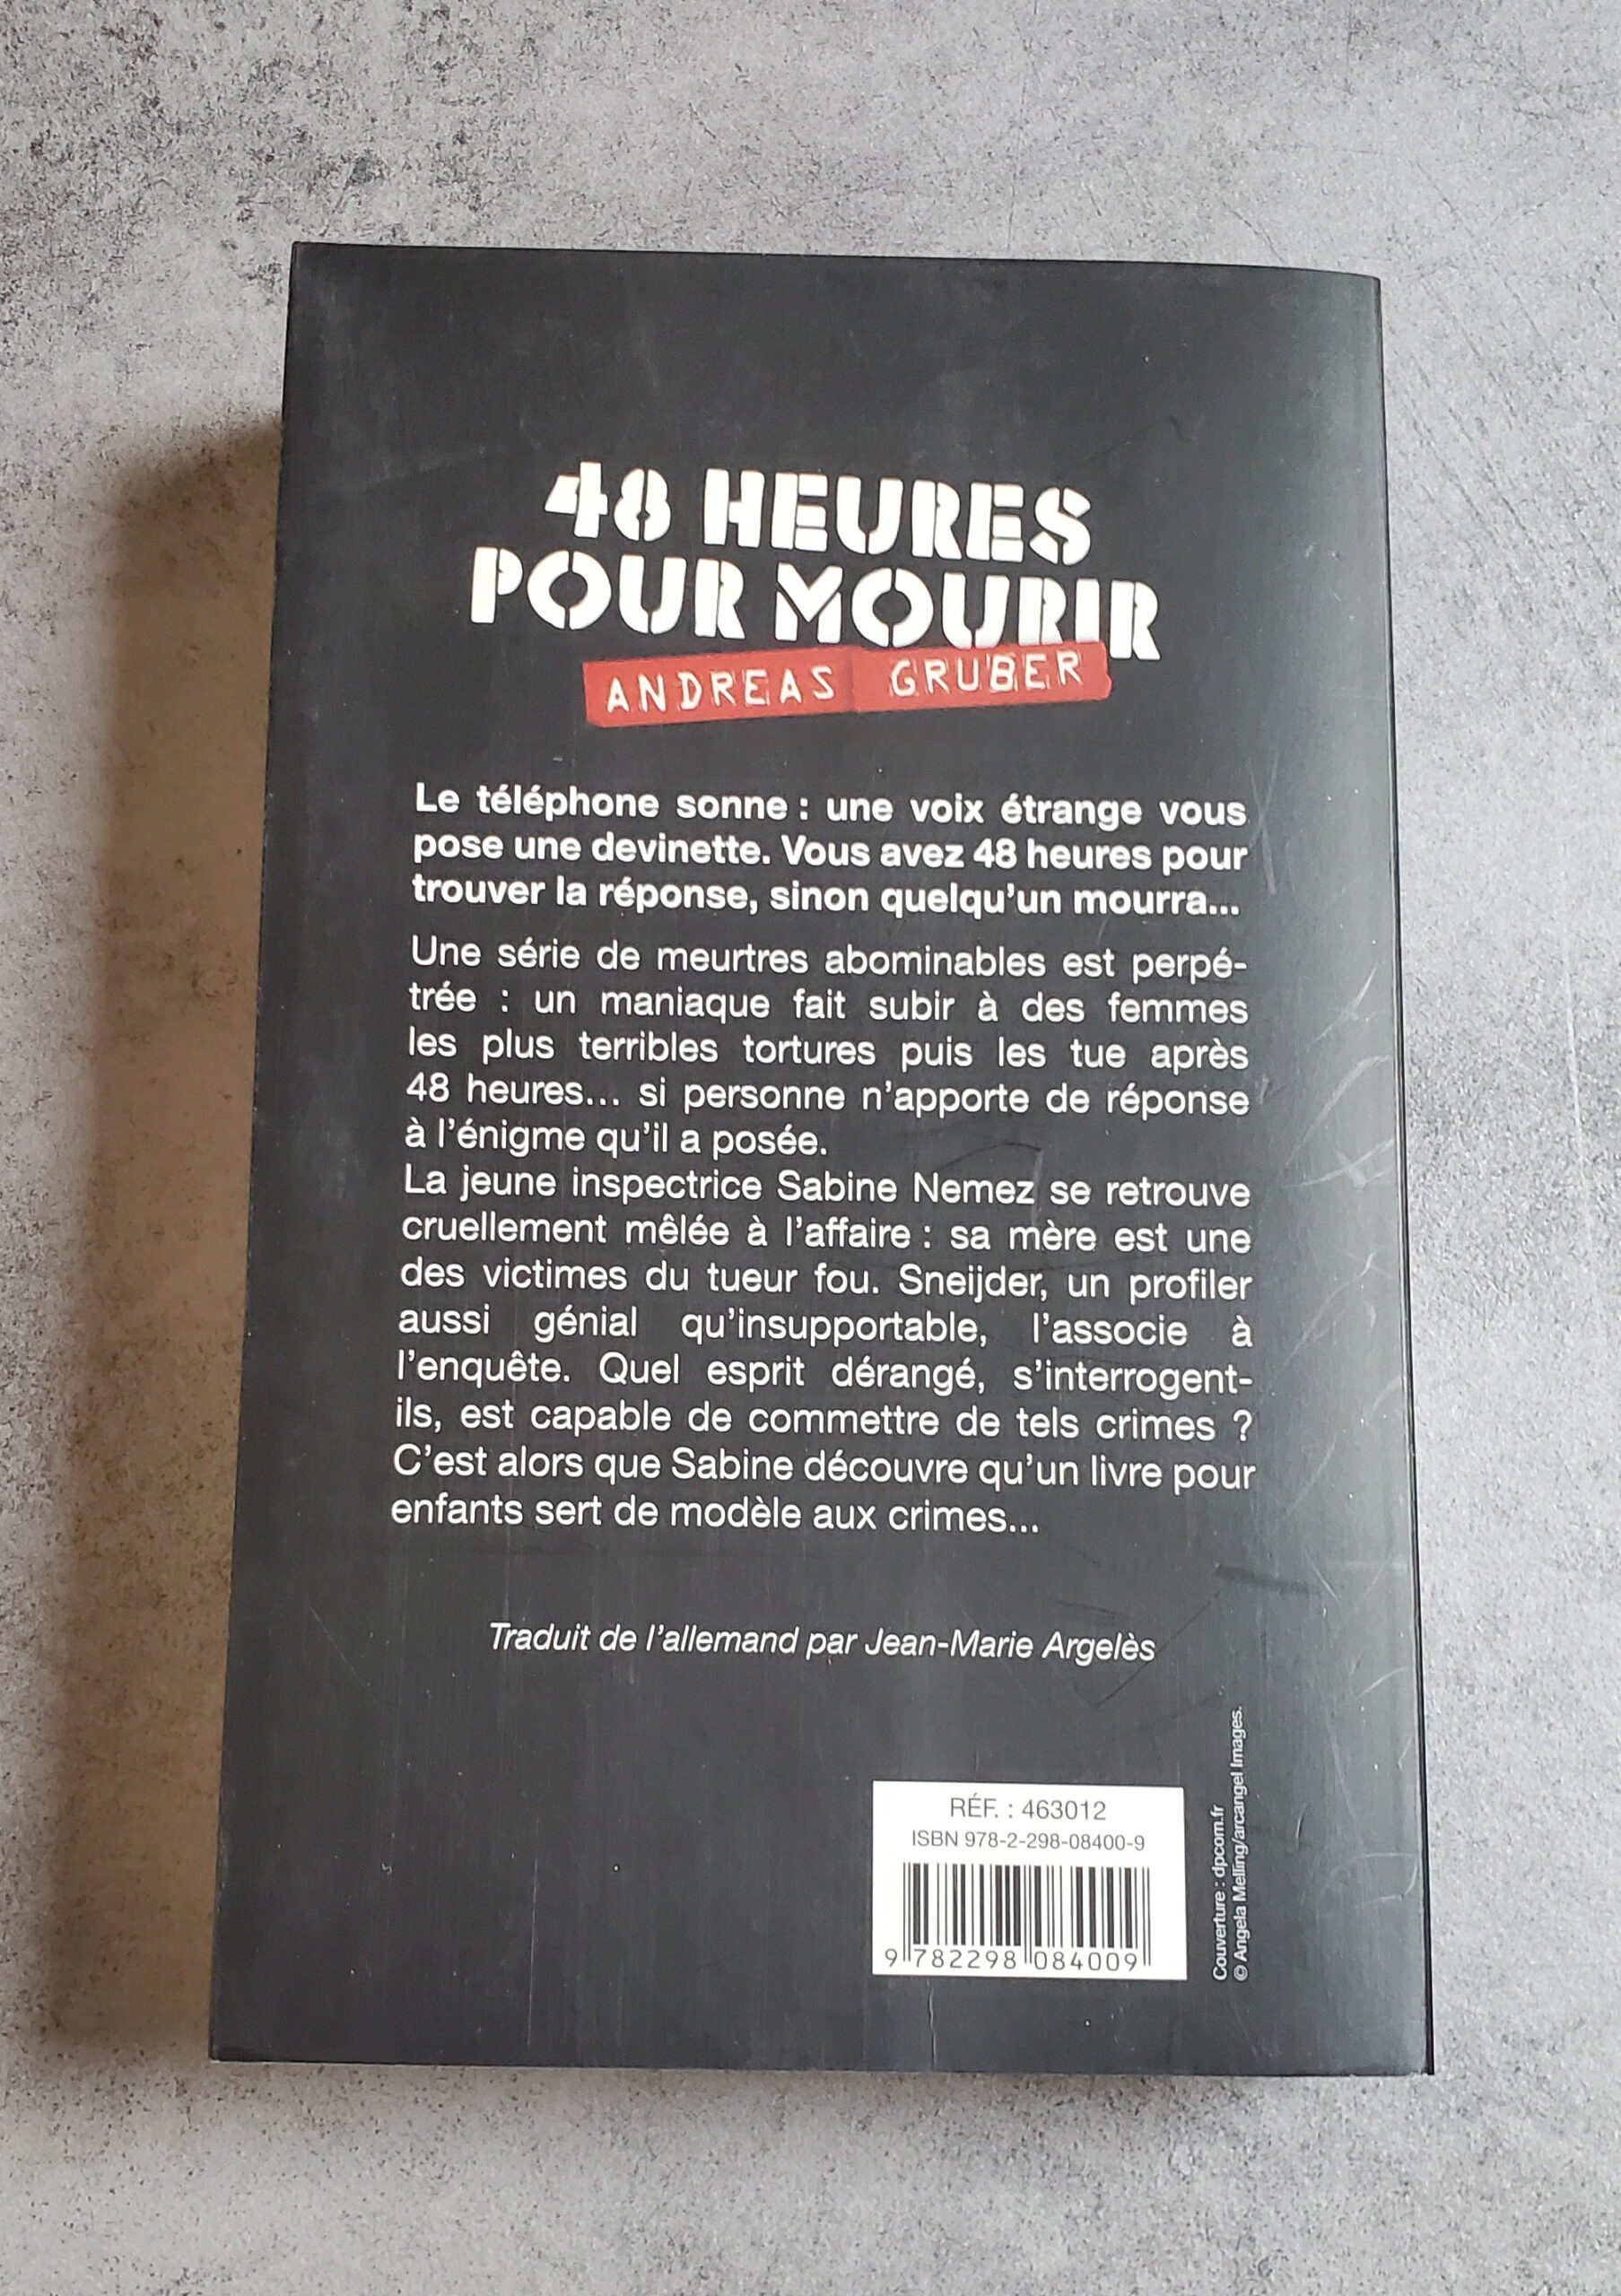 48 HEURES
POUR MOURIR
ANDREAS GRUBER
Le téléphone sonne : une voix étrange vous
pose une devinette. Vous avez 48 heures pour
trouver la réponse, sinon quelqu'un mourra...
Une série de meurtres abominables est perpé-
trée : un maniaque fait subir à des femmes
les plus terribles tortures puis les tue après
48 heures... si personne n'apporte de réponse
à l'énigme qu'il a posée.
La jeune inspectrice Sabine Nemez se retrouve
cruellement mêlée à l'affaire : sa mère est une
des victimes du tueur fou. Sneijder, un profiler
aussi génial qu'insupportable, l'associe à
l'enquête. Quel esprit dérangé, s'interrogent-
ils, est capable de commettre de tels crimes ?
C'est alors que Sabine découvre qu'un livre pour
enfants sert de modèle aux crimes...
Traduit de l'allemand par Jean-Marie Argelès
RÉF. : 463012
ISBN 978-2-298-08400-9
9 782298 084009
Couverture : dpcom.fr
© Angela Melling/arcangel Images.